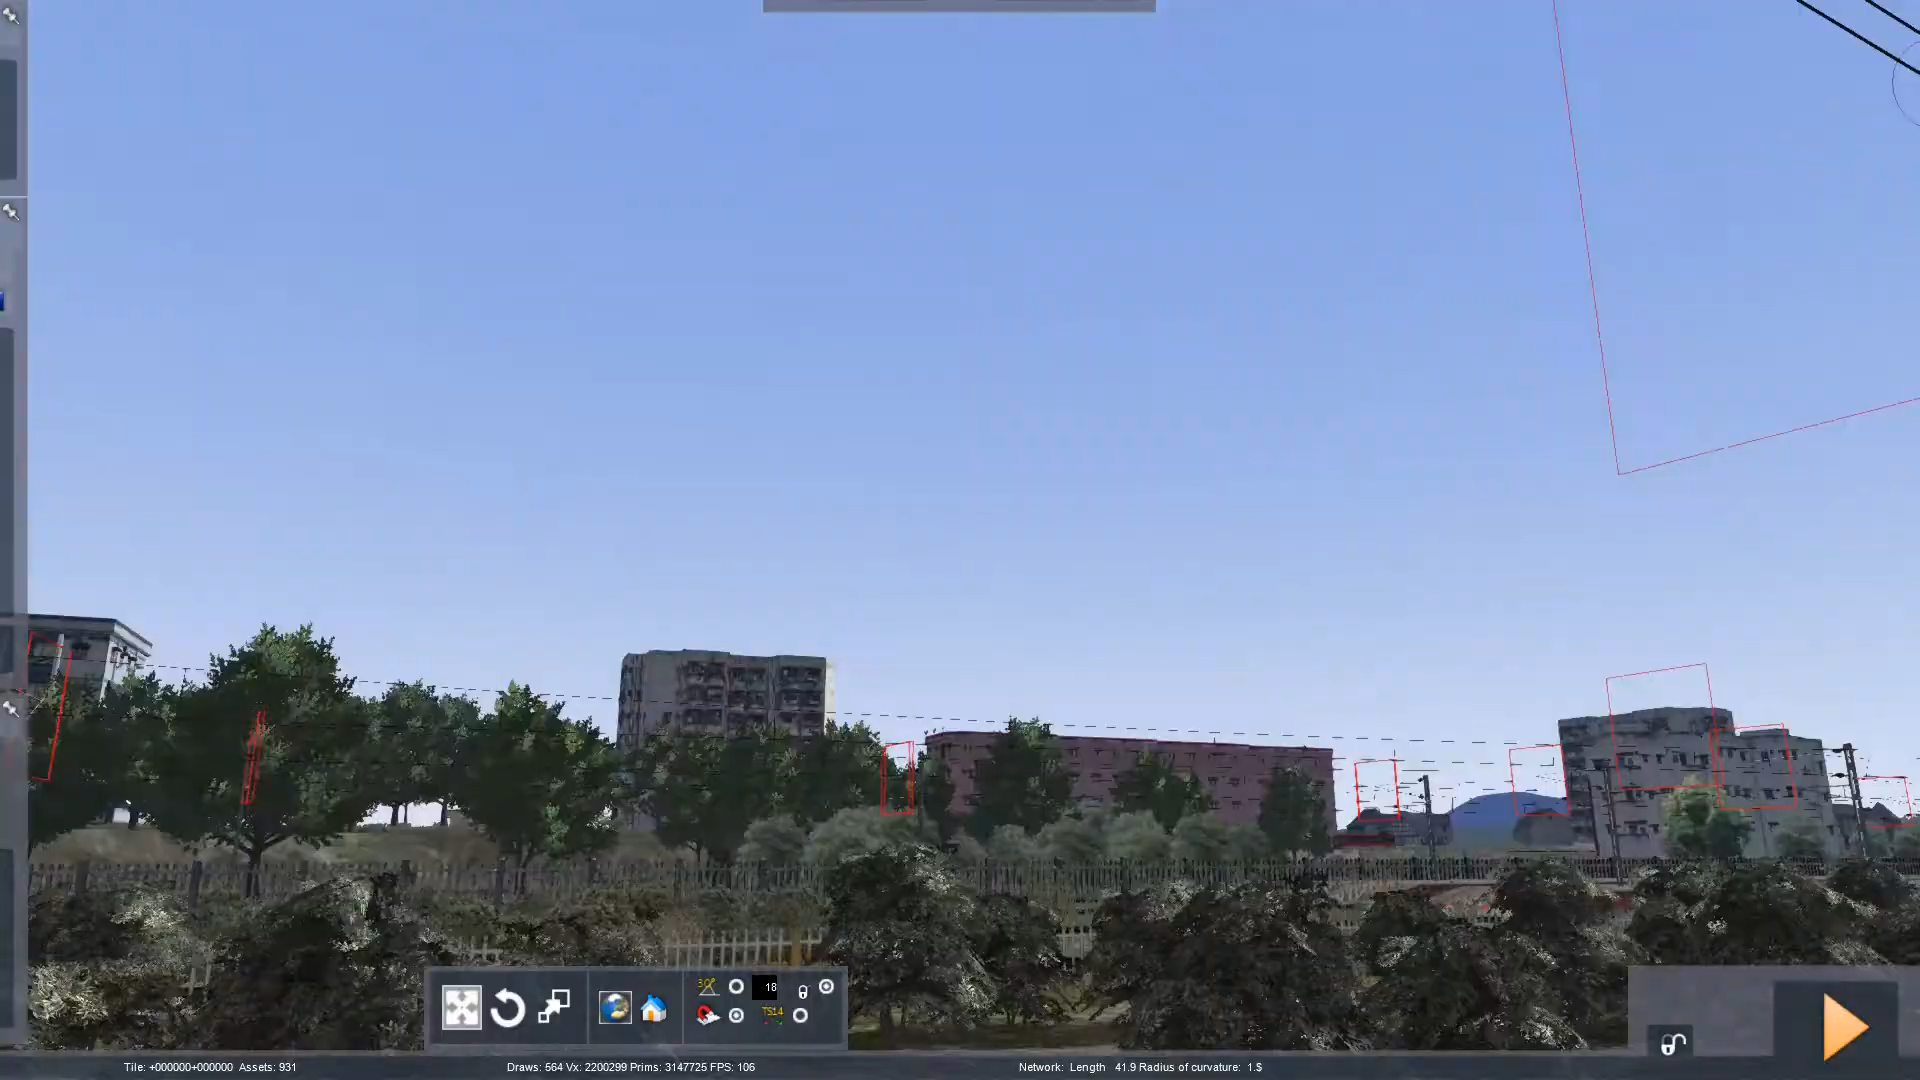 30°
18
TS14
Tile: +000000+000000 Assets: 931
Draws: 564 Vx: 2200299 Prims: 3147725 FPS: 106
Network: Length 41.9 Radius of curvature: 1.$